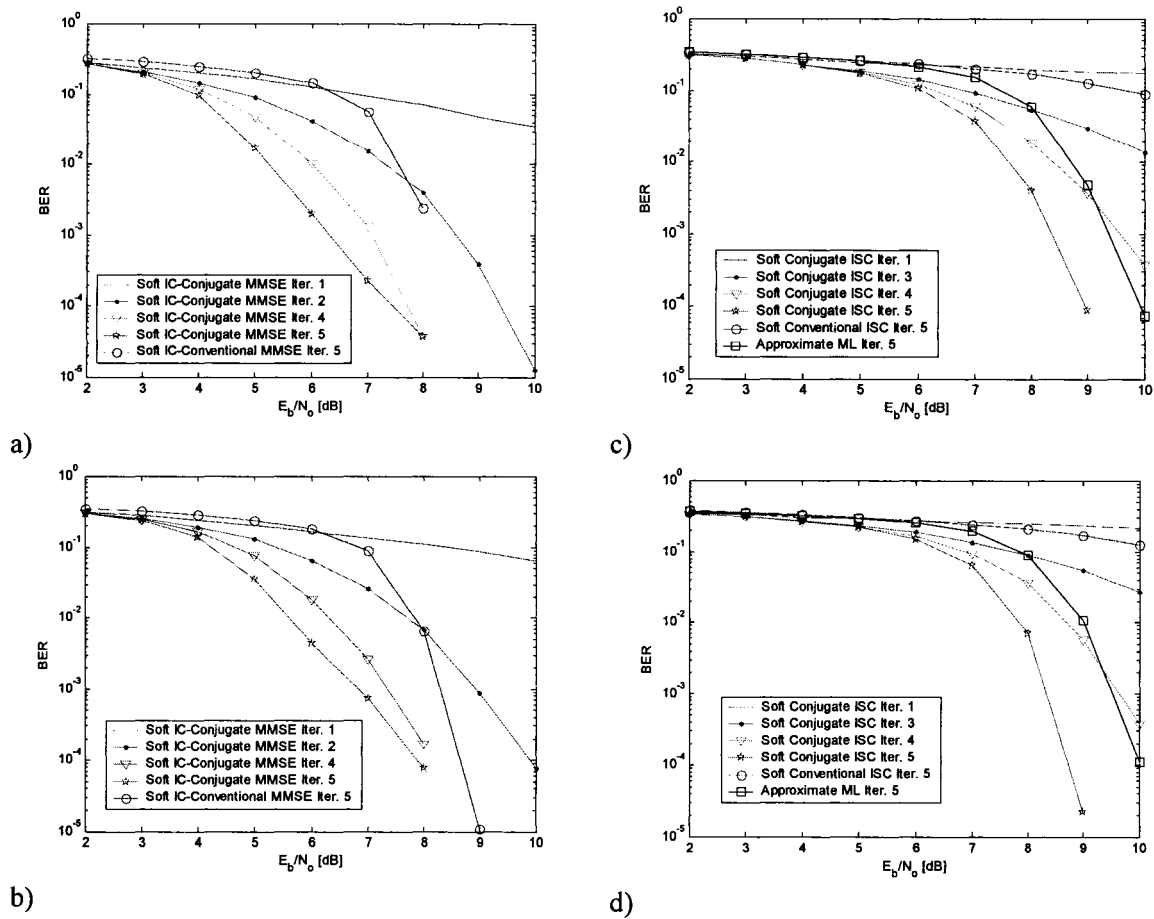 10^0
10^-1
10^-2
10^-3
10^-4
10^-5
BER
Soft IC-Conjugate MMSE Iter. 1
Soft IC-Conjugate MMSE Iter. 2
Soft IC-Conjugate MMSE Iter. 4
Soft IC-Conjugate MMSE Iter. 5
Soft IC-Conventional MMSE Iter. 5
2 3 4 5 6 7 8 9 10
E_b/N_o [dB]
a)
10^0
10^-1
10^-2
10^-3
10^-4
10^-5
BER
Soft Conjugate ISC Iter. 1
Soft Conjugate ISC Iter. 3
Soft Conjugate ISC Iter. 4
Soft Conjugate ISC Iter. 5
Soft Conventional ISC Iter. 5
Approximate ML Iter. 5
2 3 4 5 6 7 8 9 10
E_b/N_o [dB]
c)
10^0
10^-1
10^-2
10^-3
10^-4
10^-5
BER
Soft IC-Conjugate MMSE Iter. 1
Soft IC-Conjugate MMSE Iter. 2
Soft IC-Conjugate MMSE Iter. 4
Soft IC-Conjugate MMSE Iter. 5
Soft IC-Conventional MMSE Iter. 5
2 3 4 5 6 7 8 9 10
E_b/N_o [dB]
b)
10^0
10^-1
10^-2
10^-3
10^-4
10^-5
BER
Soft Conjugate ISC Iter. 1
Soft Conjugate ISC Iter. 3
Soft Conjugate ISC Iter. 4
Soft Conjugate ISC Iter. 5
Soft Conventional ISC Iter. 5
Approximate ML Iter. 5
2 3 4 5 6 7 8 9 10
E_b/N_o [dB]
d)